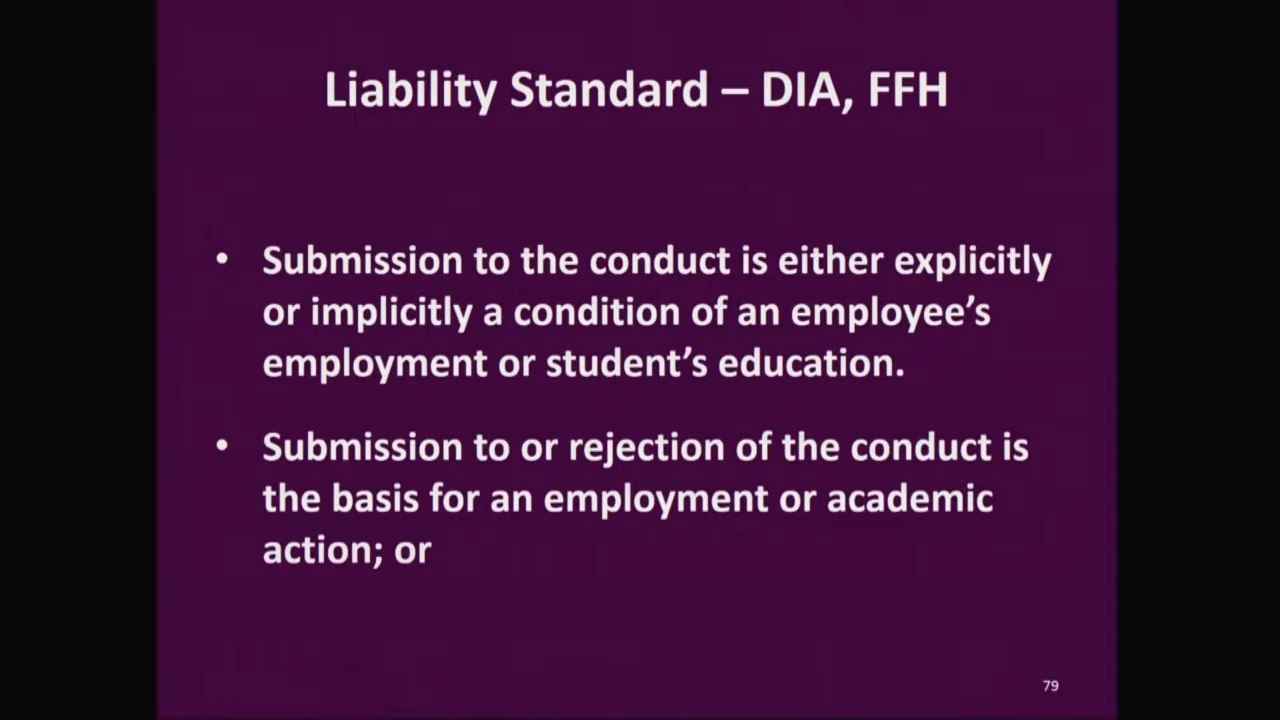 Liability Standard – DIA, FFH
• Submission to the conduct is either explicitly
or implicitly a condition of an employee’s
employment or student’s education.
• Submission to or rejection of the conduct is
the basis for an employment or academic
action; or
79